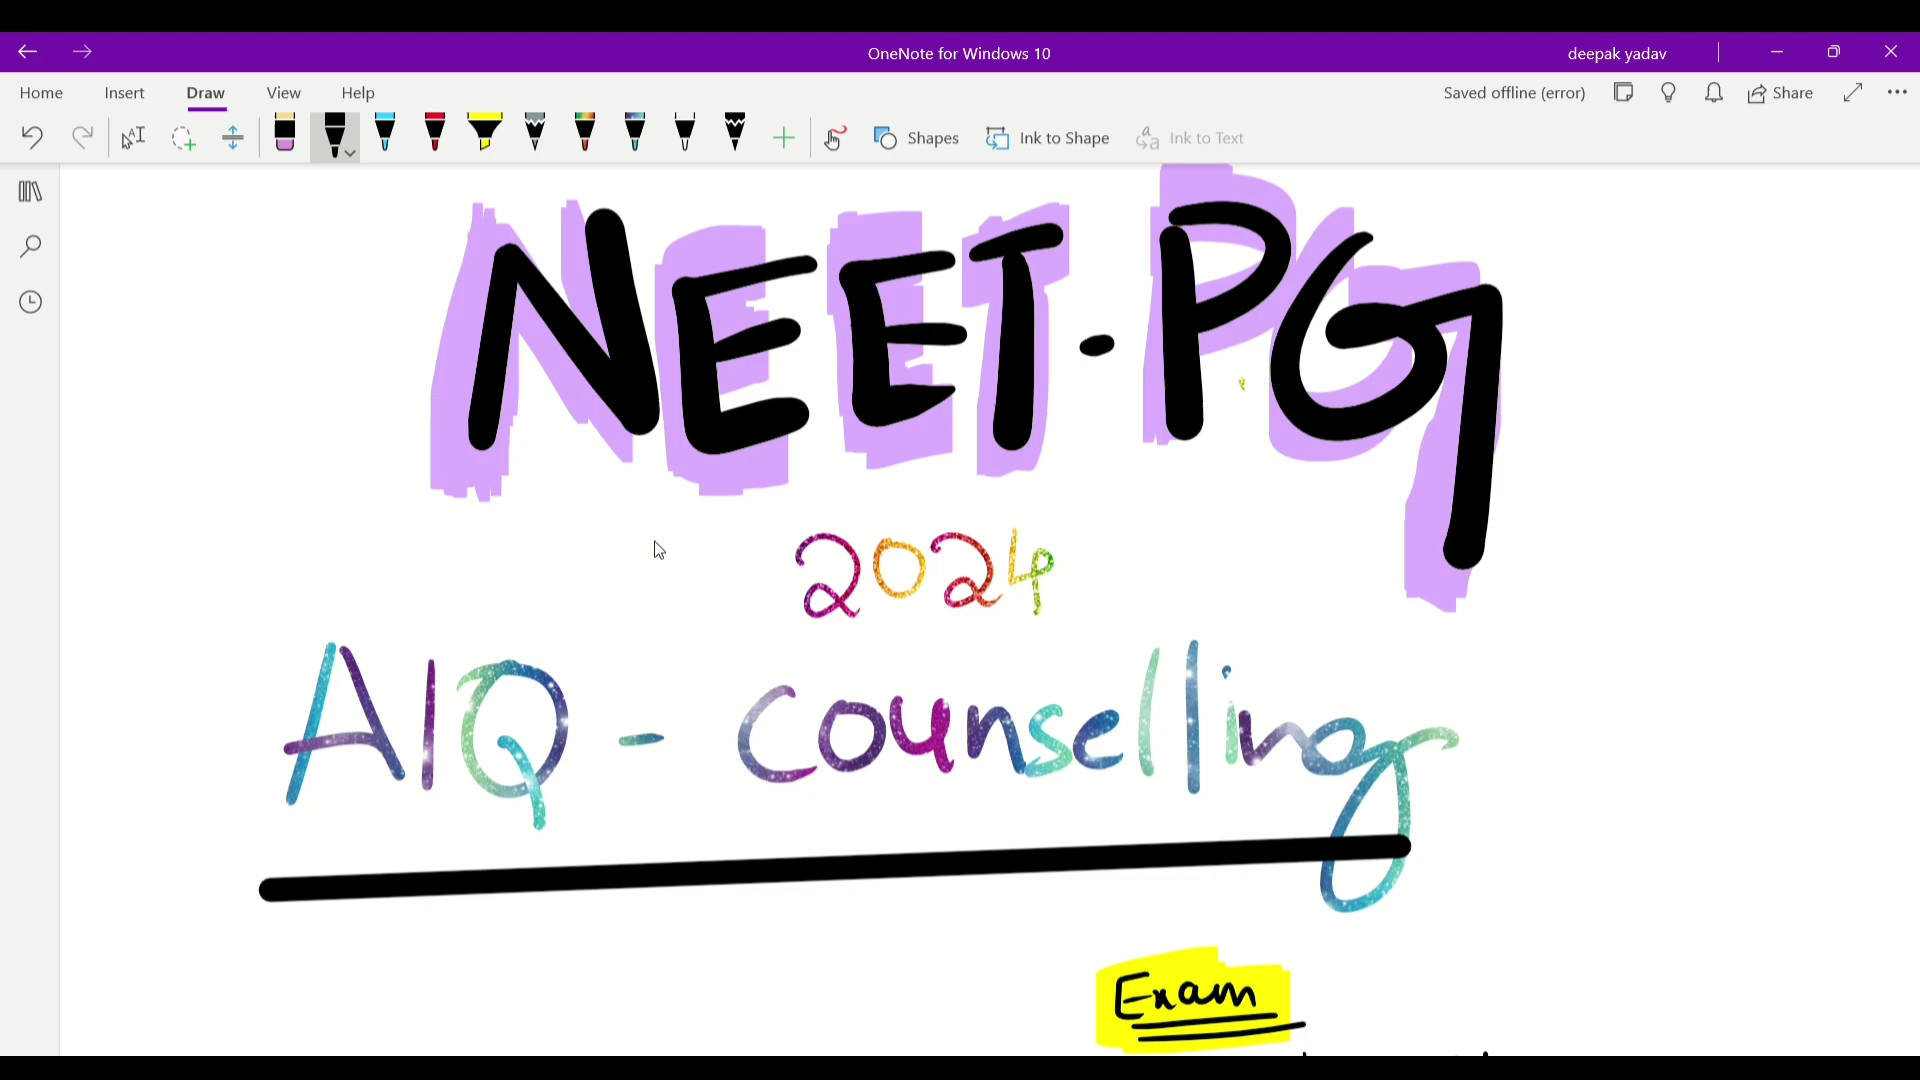 OneNote for Windows 10 deepak yadav
Home Insert Draw View Help Saved offline (error) Share
Shapes Ink to Shape Ink to Text
NEET-PG
2024
AIQ - Counselling
Exam